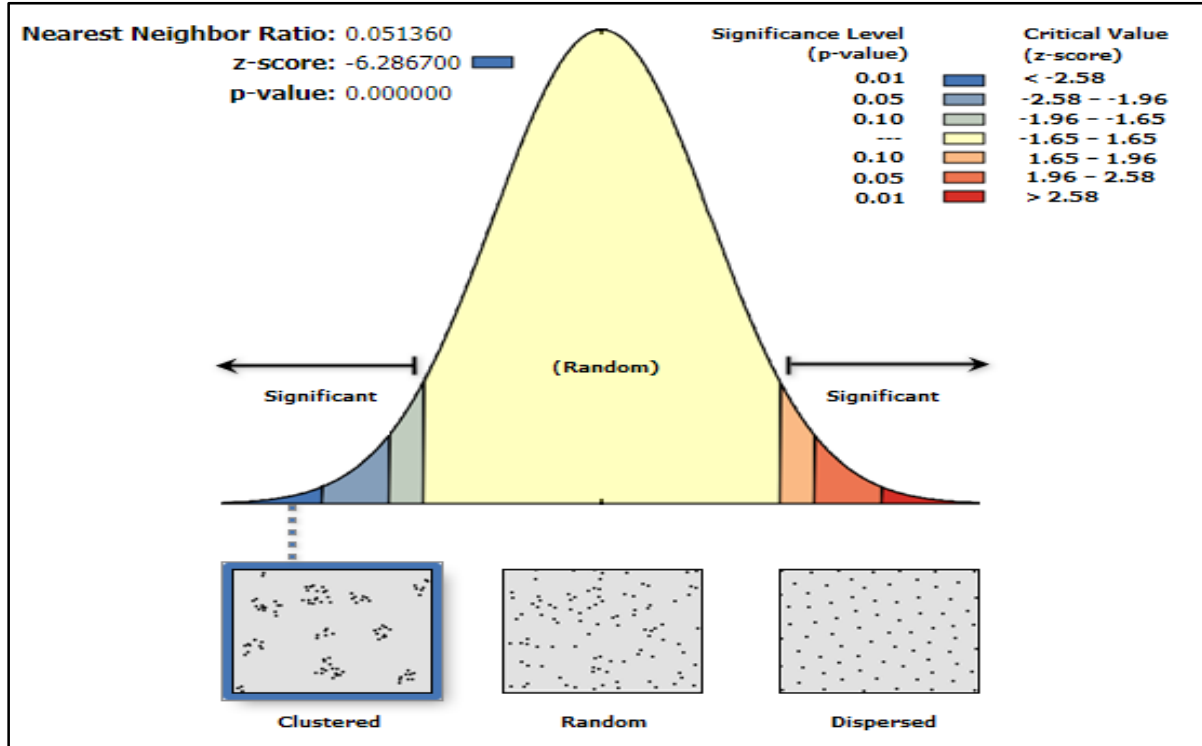 Nearest Neighbor Ratio: 0.051360
z-score: -6.286700
p-value: 0.000000
Significance Level (p-value)
Critical Value (z-score)
0.01 < -2.58
0.05 -2.58 – -1.96
0.10 -1.96 – -1.65
--- -1.65 – 1.65
0.10 1.65 – 1.96
0.05 1.96 – 2.58
0.01 > 2.58
(Random)
Significant
Significant
Clustered
Random
Dispersed